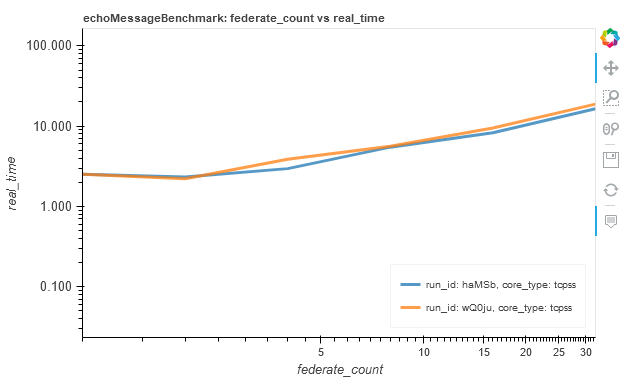 echoMessageBenchmark: federate_count vs real_time
100.000
10.000
1.000
0.100
real_time
run_id: haMSb, core_type: tcpss
run_id: wQ0ju, core_type: tcpss
5 10 15 20 25 30
federate_count